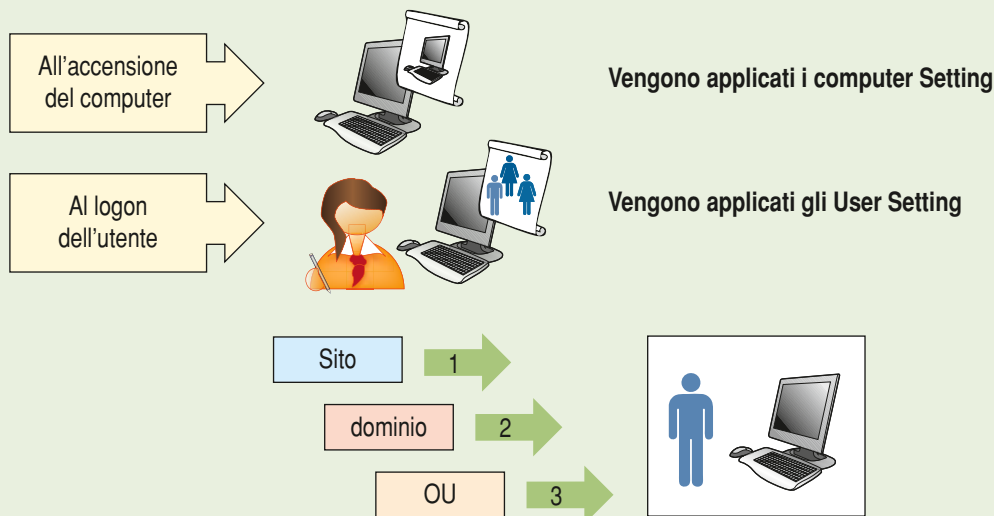 All'accensione
del computer
Vengono applicati i computer Setting
Al logon
dell'utente
Vengono applicati gli User Setting
Sito
1
dominio
2
OU
3